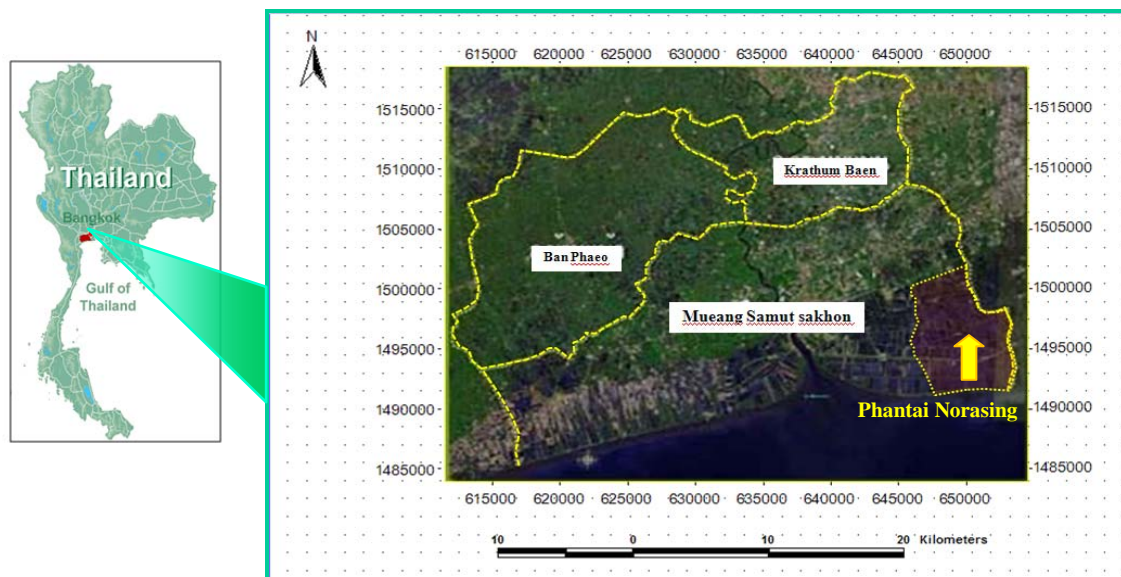 Thailand
Bangkok
Gulf of
Thailand
N
615000 620000 625000 630000 635000 640000 645000 650000
1515000 1515000
1510000 1510000
1505000 1505000
1500000 1500000
1495000 1495000
1490000 1490000
1485000 1485000
Krathum Baen
Ban Phaeo
Mueang Samut sakhon
Phantai Norasing
615000 620000 625000 630000 635000 640000 645000 650000
10 0 10 20 Kilometers